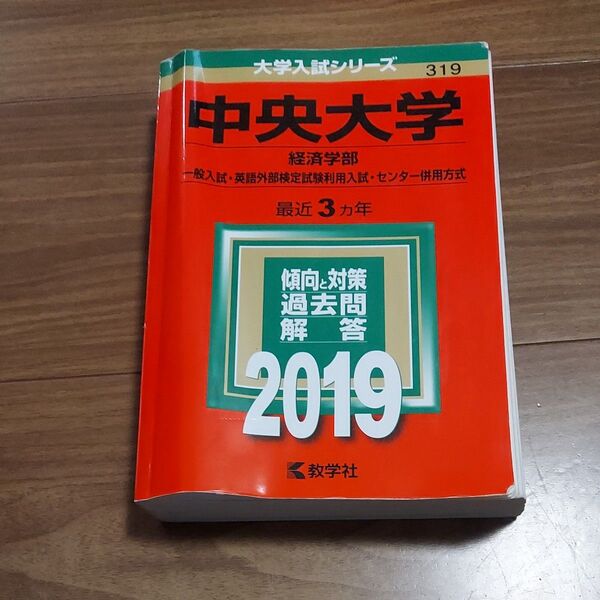 大学入試シリーズ
319
中央大学
経済学部
一般入試・英語外部検定試験利用入試・センター併用方式
最近3カ年
傾向と対策
過去問
解答
2019
教学社